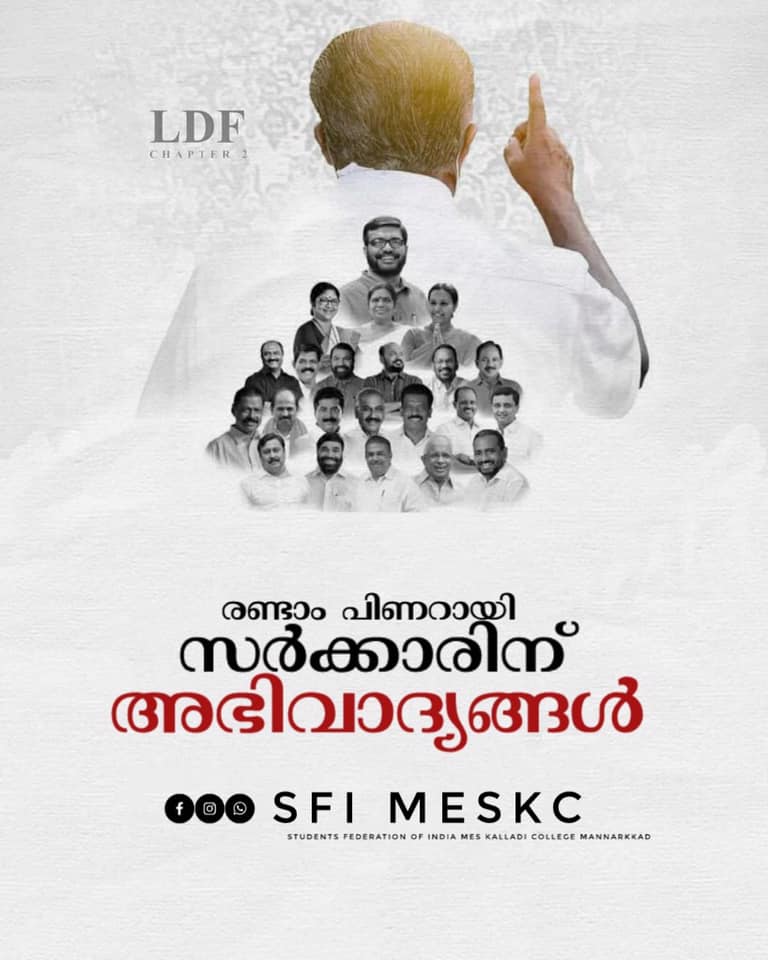 LDF
CHAPTER 2
രണ്ടാം പിണറായി
സർക്കാരിന്
അഭിവാദ്യങ്ങൾ
SFI MESKC
STUDENTS FEDERATION OF INDIA MES KALLADI COLLEGE MANNARKKAD